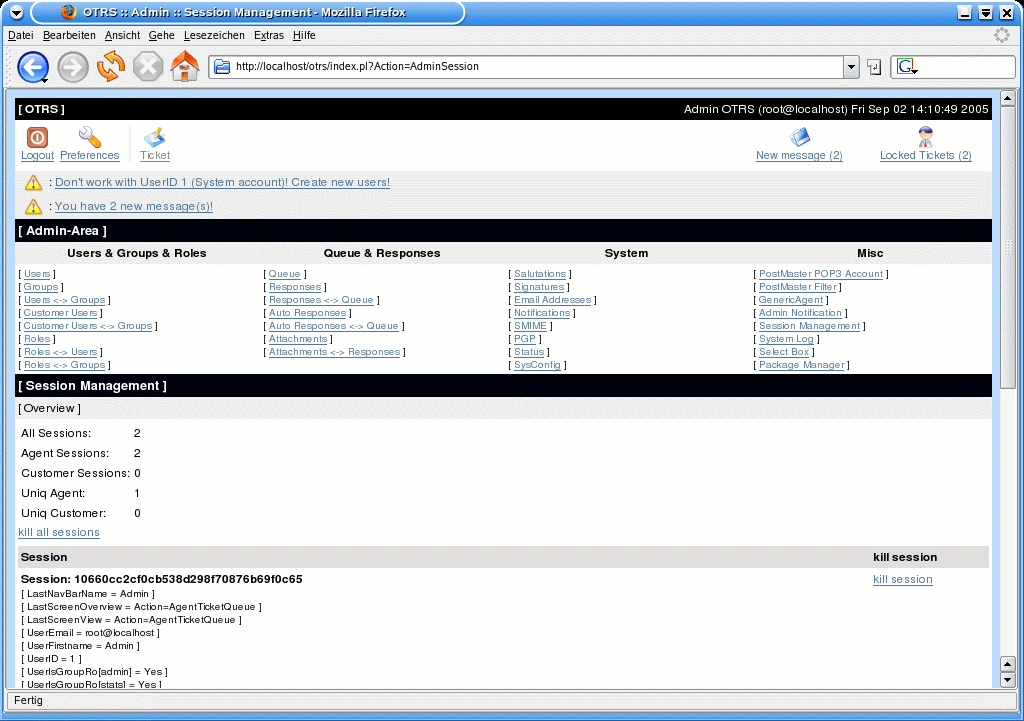 OTRS :: Admin :: Session Management - Mozilla Firefox
Datei Bearbeiten Ansicht Gehe Lesezeichen Extras Hilfe
http://localhost/otrs/index.pl?Action=AdminSession
[ OTRS ] Admin OTRS (root@localhost) Fri Sep 02 14:10:49 2005
Logout Preferences Ticket New message (2) Locked Tickets (2)
: Don't work with UserID 1 (System account)! Create new users!
: You have 2 new message(s)!
[ Admin-Area ]
Users & Groups & Roles Queue & Responses System Misc
[ Users ] [ Queue ] [ Salutations ] [ PostMaster POP3 Account ]
[ Groups ] [ Responses ] [ Signatures ] [ PostMaster Filter ]
[ Users <-> Groups ] [ Responses <-> Queue ] [ Email Addresses ] [ GenericAgent ]
[ Customer Users ] [ Auto Responses ] [ Notifications ] [ Admin Notification ]
[ Customer Users <-> Groups ] [ Auto Responses <-> Queue ] [ SMIME ] [ Session Management ]
[ Roles ] [ Attachments ] [ PGP ] [ System Log ]
[ Roles <-> Users ] [ Attachments <-> Responses ] [ Status ] [ Select Box ]
[ Roles <-> Groups ] [ SysConfig ] [ Package Manager ]
[ Session Management ]
[ Overview ]
All Sessions: 2
Agent Sessions: 2
Customer Sessions: 0
Uniq Agent: 1
Uniq Customer: 0
kill all sessions
Session kill session
Session: 10660cc2cf0cb538d298f70876b69f0c65 kill session
[ LastNavBarName = Admin ]
[ LastScreenOverview = Action=AgentTicketQueue ]
[ LastScreenView = Action=AgentTicketQueue ]
[ UserEmail = root@localhost ]
[ UserFirstname = Admin ]
[ UserID = 1 ]
[ UserIsGroupRo[admin] = Yes ]
[ UserIsGroupRo[stats] = Yes ]
Fertig